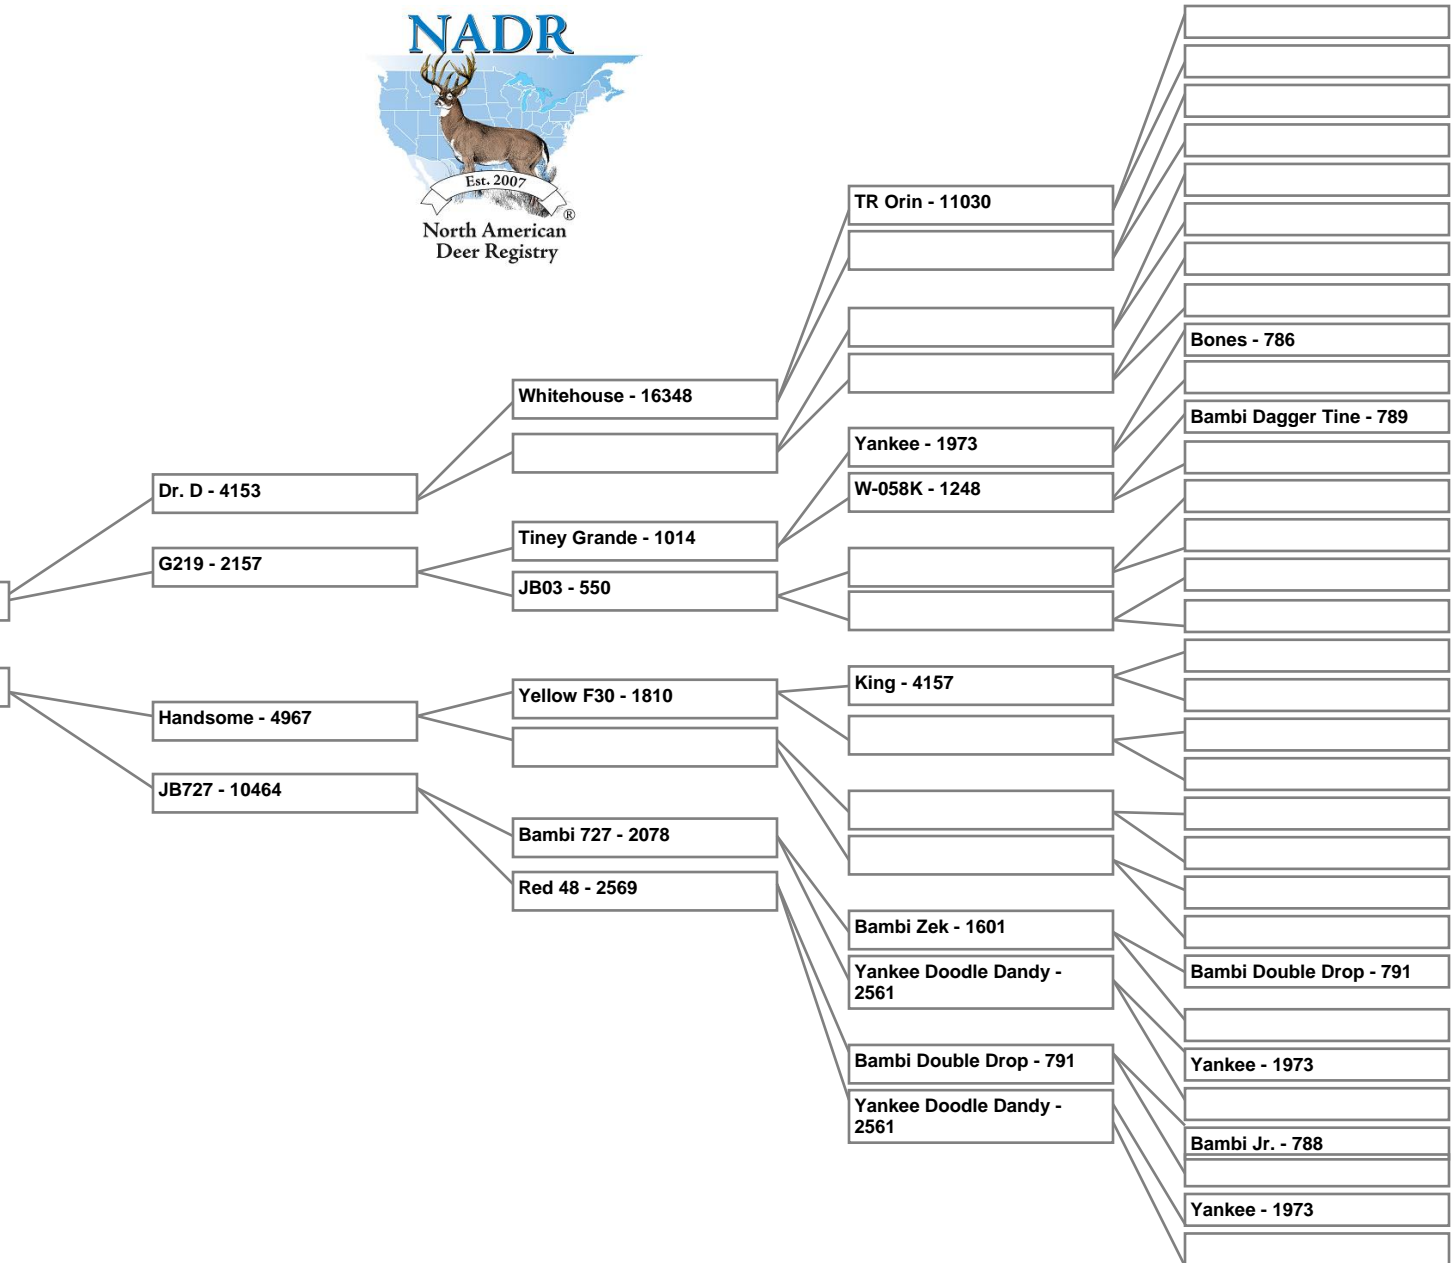 NADR
Est. 2007
®
North American
Deer Registry
Dr. D - 4153
G219 - 2157
Handsome - 4967
JB727 - 10464
Whitehouse - 16348
Tiney Grande - 1014
JB03 - 550
Yellow F30 - 1810
Bambi 727 - 2078
Red 48 - 2569
TR Orin - 11030
Yankee - 1973
W-058K - 1248
King - 4157
Bambi Zek - 1601
Yankee Doodle Dandy -
2561
Bambi Double Drop - 791
Yankee Doodle Dandy -
2561
Bones - 786
Bambi Dagger Tine - 789
Bambi Double Drop - 791
Yankee - 1973
Bambi Jr. - 788
Yankee - 1973